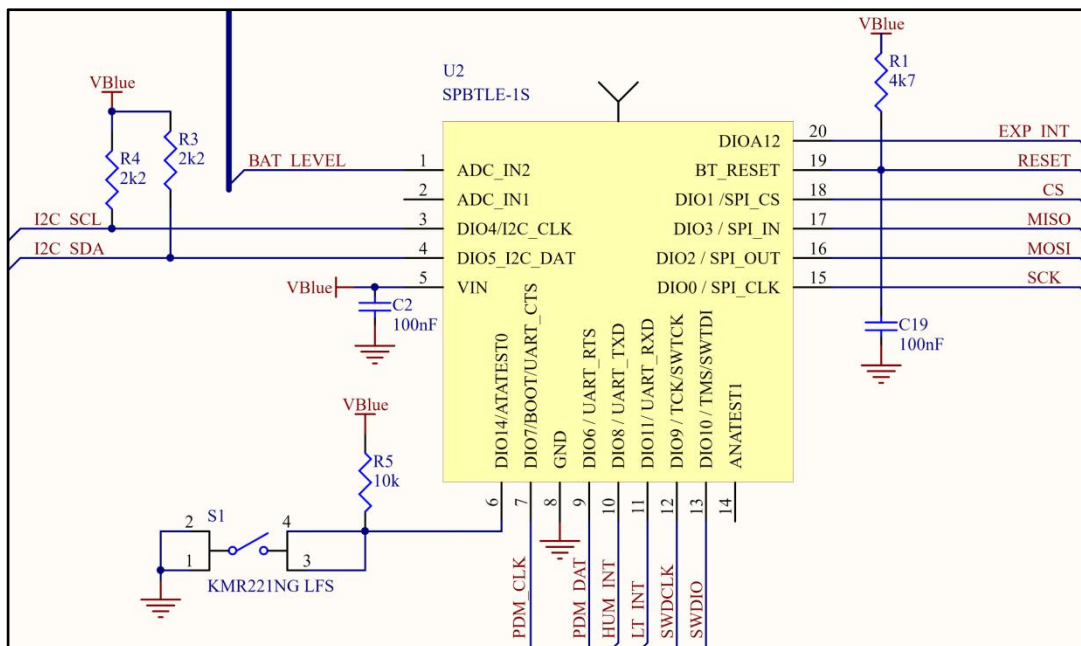 VBlue
R4
2k2
R3
2k2
I2C_SCL
I2C_SDA
BAT_LEVEL
VBlue
C2
100nF
U2
SPBTLE-1S
1 ADC_IN2
2 ADC_IN1
3 DIO4/I2C_CLK
4 DIO5_I2C_DAT
5 VIN
DIOA12 20 EXP_INT
BT_RESET 19 RESET
DIO1 /SPI_CS 18 CS
DIO3 / SPI_IN 17 MISO
DIO2 / SPI_OUT 16 MOSI
DIO0 / SPI_CLK 15 SCK
VBlue
R1
4k7
C19
100nF
DIO14/ATATEST0 6
DIO7/BOOT/UART_CTS 7 PDM_CLK
GND 8
DIO6 / UART_RTS 9 PDM_DAT
DIO8 / UART_TXD 10 HUM_INT
DIO11/ UART_RXD 11 LT_INT
DIO9 / TCK/SWTCK 12 SWDCLK
DIO10 / TMS/SWTDI 13 SWDIO
ANATEST1 14
VBlue
R5
10k
S1
2 4
1 3
KMR221NG LFS